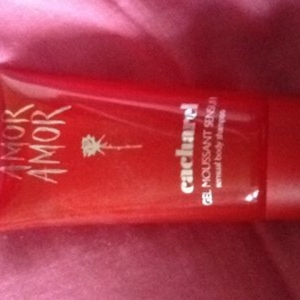 AMOR
AMOR
cacharel
GEL MOUSSANT SENSUEL
sensual body shampoo